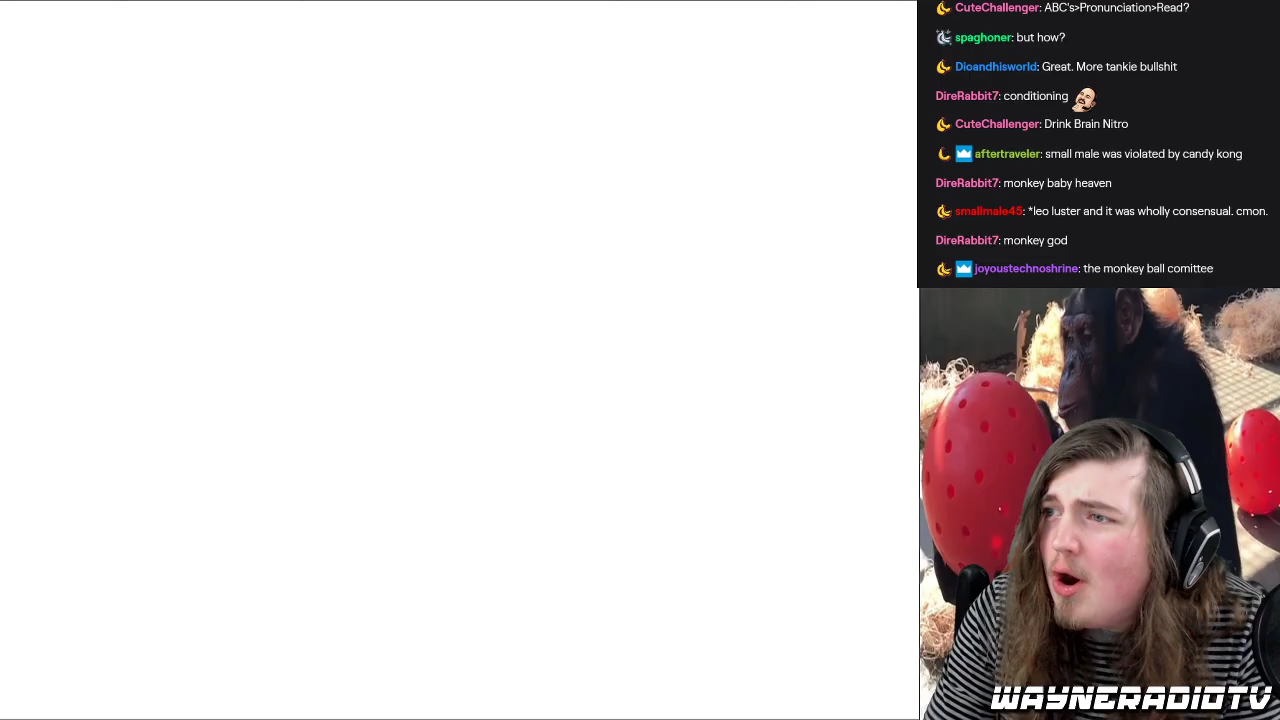 CuteChallenger: ABC's>Pronunciation>Read?
spaghoner: but how?
Dioandhisworld: Great. More tankie bullshit
DireRabbit7: conditioning
CuteChallenger: Drink Brain Nitro
aftertraveler: small male was violated by candy kong
DireRabbit7: monkey baby heaven
smallmale45: *leo luster and it was wholly consensual. cmon.
DireRabbit7: monkey god
joyoustechnoshrine: the monkey ball comittee
WAYNERADIOTV